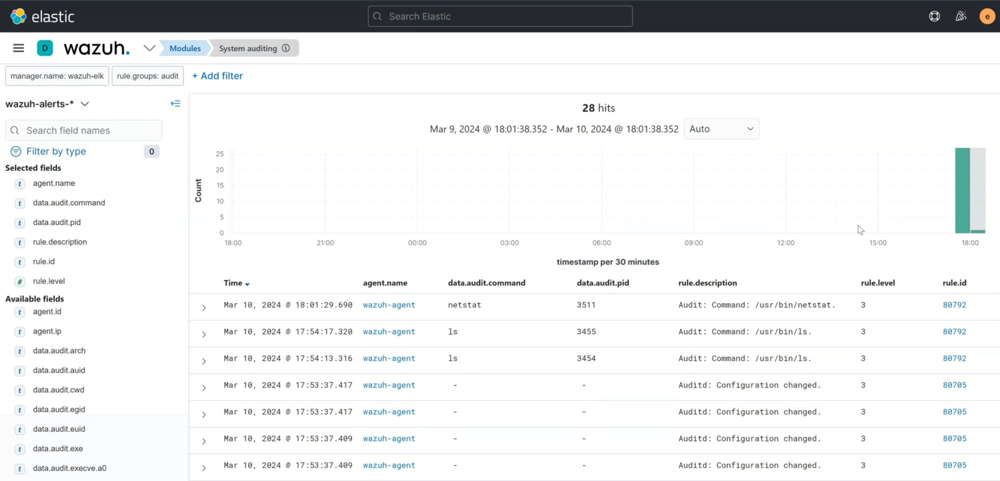 elastic
Search Elastic
e
D
wazuh.
Modules
System auditing
manager.name: wazuh-elk
rule.groups: audit
+ Add filter
wazuh-alerts-*
Search field names
Filter by type
0
Selected fields
t agent.name
t data.audit.command
t data.audit.pid
t rule.description
t rule.id
# rule.level
Available fields
t agent.id
t agent.ip
t data.audit.arch
t data.audit.auid
t data.audit.cwd
t data.audit.egid
t data.audit.euid
t data.audit.exe
t data.audit.execve.a0
28 hits
Mar 9, 2024 @ 18:01:38.352 - Mar 10, 2024 @ 18:01:38.352
Auto
Count
25
20
15
10
5
0
18:00 21:00 00:00 03:00 06:00 09:00 12:00 15:00 18:00
timestamp per 30 minutes
Time agent.name data.audit.command data.audit.pid rule.description rule.level rule.id
Mar 10, 2024 @ 18:01:29.690 wazuh-agent netstat 3511 Audit: Command: /usr/bin/netstat. 3 80792
Mar 10, 2024 @ 17:54:17.320 wazuh-agent ls 3455 Audit: Command: /usr/bin/ls. 3 80792
Mar 10, 2024 @ 17:54:13.316 wazuh-agent ls 3454 Audit: Command: /usr/bin/ls. 3 80792
Mar 10, 2024 @ 17:53:37.417 wazuh-agent - - Auditd: Configuration changed. 3 80705
Mar 10, 2024 @ 17:53:37.417 wazuh-agent - - Auditd: Configuration changed. 3 80705
Mar 10, 2024 @ 17:53:37.409 wazuh-agent - - Auditd: Configuration changed. 3 80705
Mar 10, 2024 @ 17:53:37.409 wazuh-agent - - Auditd: Configuration changed. 3 80705